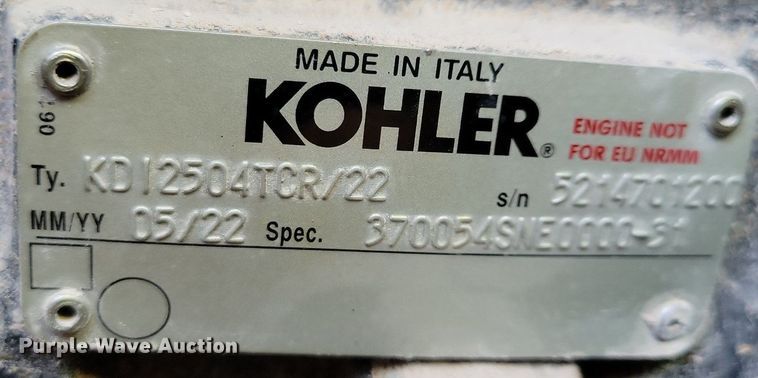 MADE IN ITALY
KOHLER®
ENGINE NOT
FOR EU NRMM
061
Ty. KDI2504TCR/22 s/n 5214701200
MM/YY 05/22 Spec. 370054SNE0000-S1
Purple Wave Auction